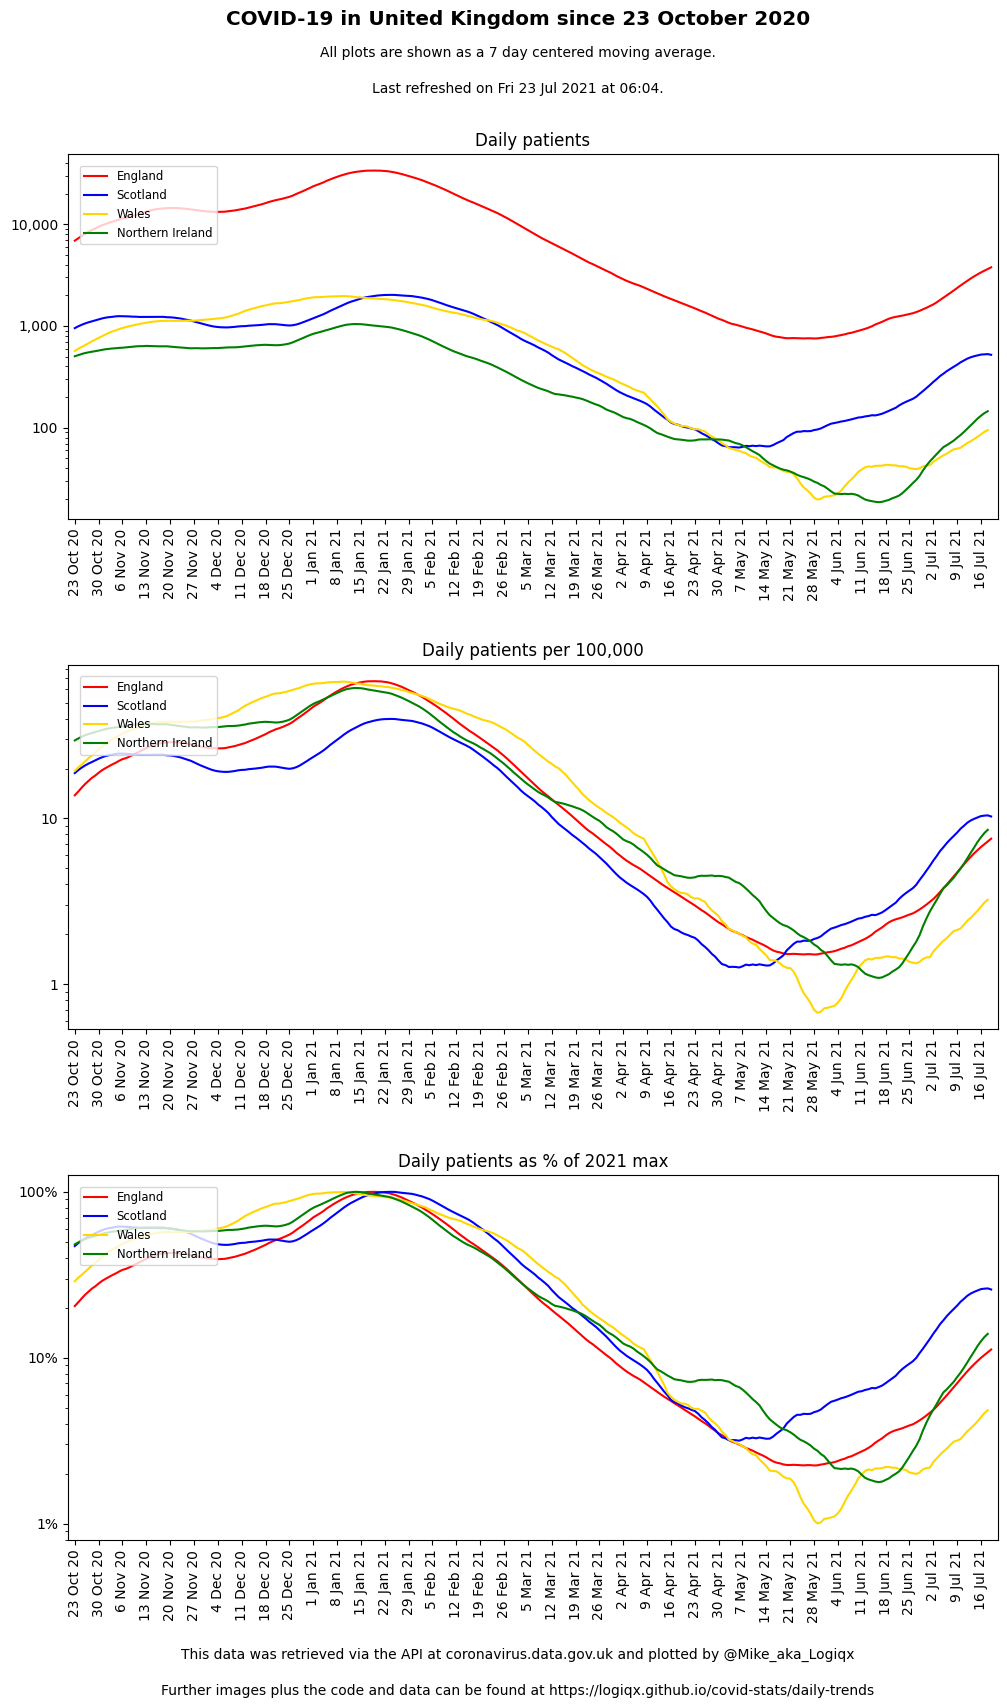 COVID-19 in United Kingdom since 23 October 2020
All plots are shown as a 7 day centered moving average.
Last refreshed on Fri 23 Jul 2021 at 06:04.
Daily patients
England
Scotland
Wales
Northern Ireland
10,000
1,000
100
23 Oct 20
30 Oct 20
6 Nov 20
13 Nov 20
20 Nov 20
27 Nov 20
4 Dec 20
11 Dec 20
18 Dec 20
25 Dec 20
1 Jan 21
8 Jan 21
15 Jan 21
22 Jan 21
29 Jan 21
5 Feb 21
12 Feb 21
19 Feb 21
26 Feb 21
5 Mar 21
12 Mar 21
19 Mar 21
26 Mar 21
2 Apr 21
9 Apr 21
16 Apr 21
23 Apr 21
30 Apr 21
7 May 21
14 May 21
21 May 21
28 May 21
4 Jun 21
11 Jun 21
18 Jun 21
25 Jun 21
2 Jul 21
9 Jul 21
16 Jul 21
Daily patients per 100,000
England
Scotland
Wales
Northern Ireland
10
1
23 Oct 20
30 Oct 20
6 Nov 20
13 Nov 20
20 Nov 20
27 Nov 20
4 Dec 20
11 Dec 20
18 Dec 20
25 Dec 20
1 Jan 21
8 Jan 21
15 Jan 21
22 Jan 21
29 Jan 21
5 Feb 21
12 Feb 21
19 Feb 21
26 Feb 21
5 Mar 21
12 Mar 21
19 Mar 21
26 Mar 21
2 Apr 21
9 Apr 21
16 Apr 21
23 Apr 21
30 Apr 21
7 May 21
14 May 21
21 May 21
28 May 21
4 Jun 21
11 Jun 21
18 Jun 21
25 Jun 21
2 Jul 21
9 Jul 21
16 Jul 21
Daily patients as % of 2021 max
England
Scotland
Wales
Northern Ireland
100%
10%
1%
23 Oct 20
30 Oct 20
6 Nov 20
13 Nov 20
20 Nov 20
27 Nov 20
4 Dec 20
11 Dec 20
18 Dec 20
25 Dec 20
1 Jan 21
8 Jan 21
15 Jan 21
22 Jan 21
29 Jan 21
5 Feb 21
12 Feb 21
19 Feb 21
26 Feb 21
5 Mar 21
12 Mar 21
19 Mar 21
26 Mar 21
2 Apr 21
9 Apr 21
16 Apr 21
23 Apr 21
30 Apr 21
7 May 21
14 May 21
21 May 21
28 May 21
4 Jun 21
11 Jun 21
18 Jun 21
25 Jun 21
2 Jul 21
9 Jul 21
16 Jul 21
This data was retrieved via the API at coronavirus.data.gov.uk and plotted by @Mike_aka_Logiqx
Further images plus the code and data can be found at https://logiqx.github.io/covid-stats/daily-trends